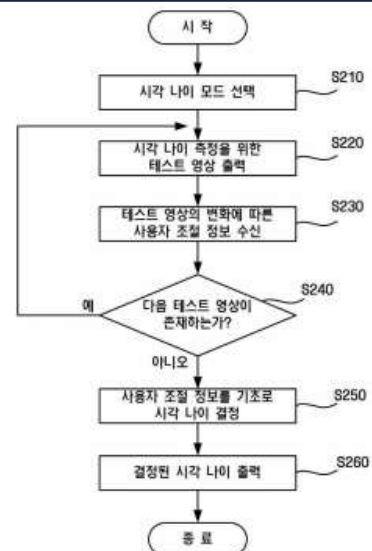 시 작
시각 나이 모드 선택
S210
시각 나이 측정을 위한
테스트 영상 출력
S220
테스트 영상의 변화에 따른
사용자 조절 정보 수신
S230
다음 테스트 영상이
존재하는가?
S240
예
아니오
사용자 조절 정보를 기초로
시각 나이 결정
S250
결정된 시각 나이 출력
S260
종 료